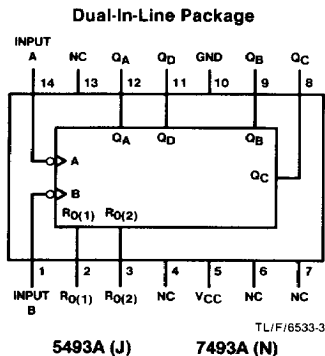 Dual-In-Line Package
INPUT
A NC QA QD GND QB QC
14 13 12 11 10 9 8
QA QD QB
QC
A
B
R0(1) R0(2)
1 2 3 4 5 6 7
INPUT
B R0(1) R0(2) NC VCC NC NC
TL/F/6533-3
5493A (J) 7493A (N)